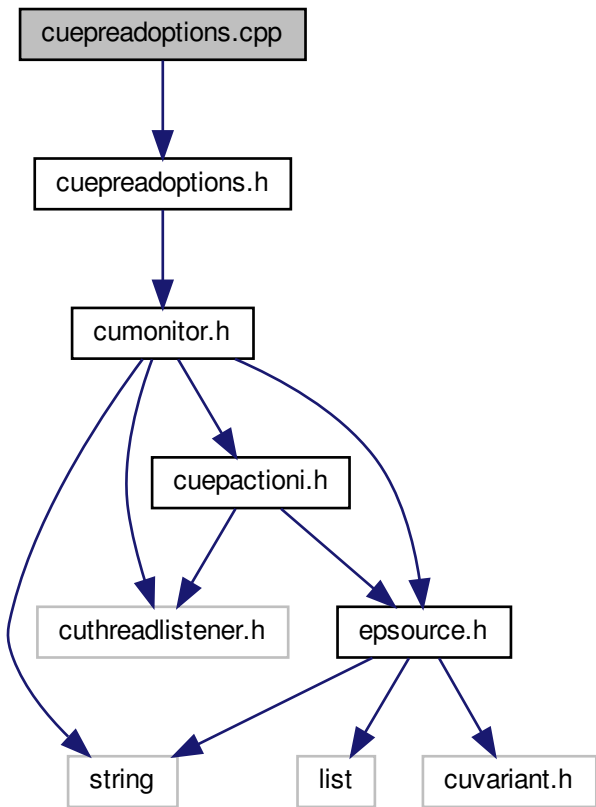 cuepreadoptions.cpp
cuepreadoptions.h
cumonitor.h
cuepactioni.h
cuthreadlistener.h
epsource.h
string
list
cuvariant.h